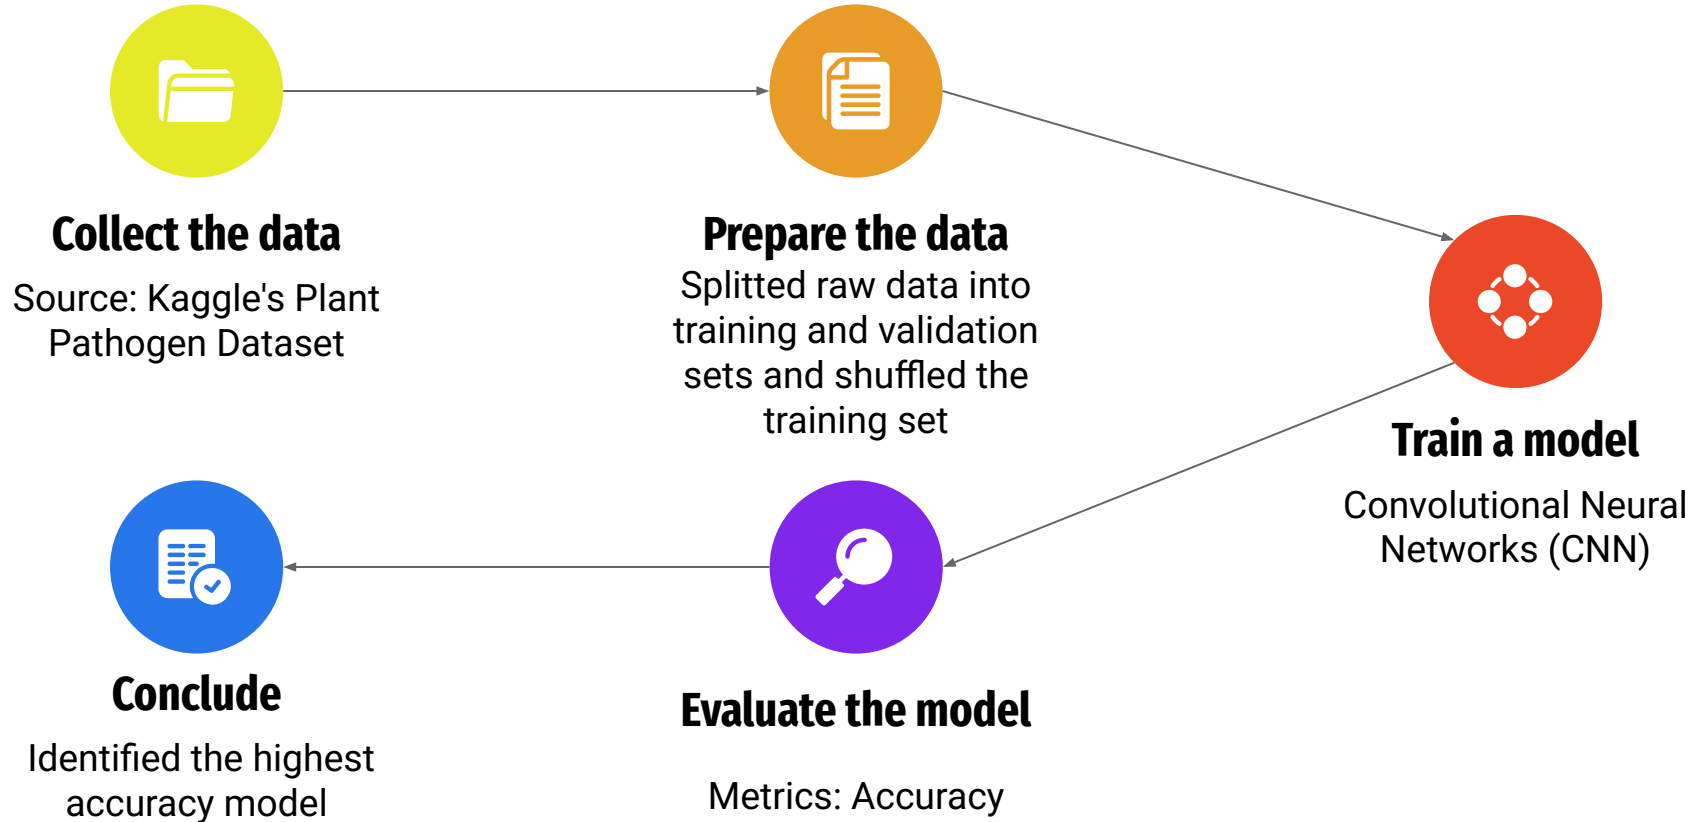 Collect the data
Source: Kaggle's Plant
Pathogen Dataset
Prepare the data
Splitted raw data into
training and validation
sets and shuffled the
training set
Train a model
Convolutional Neural
Networks (CNN)
Evaluate the model
Metrics: Accuracy
Conclude
Identified the highest
accuracy model